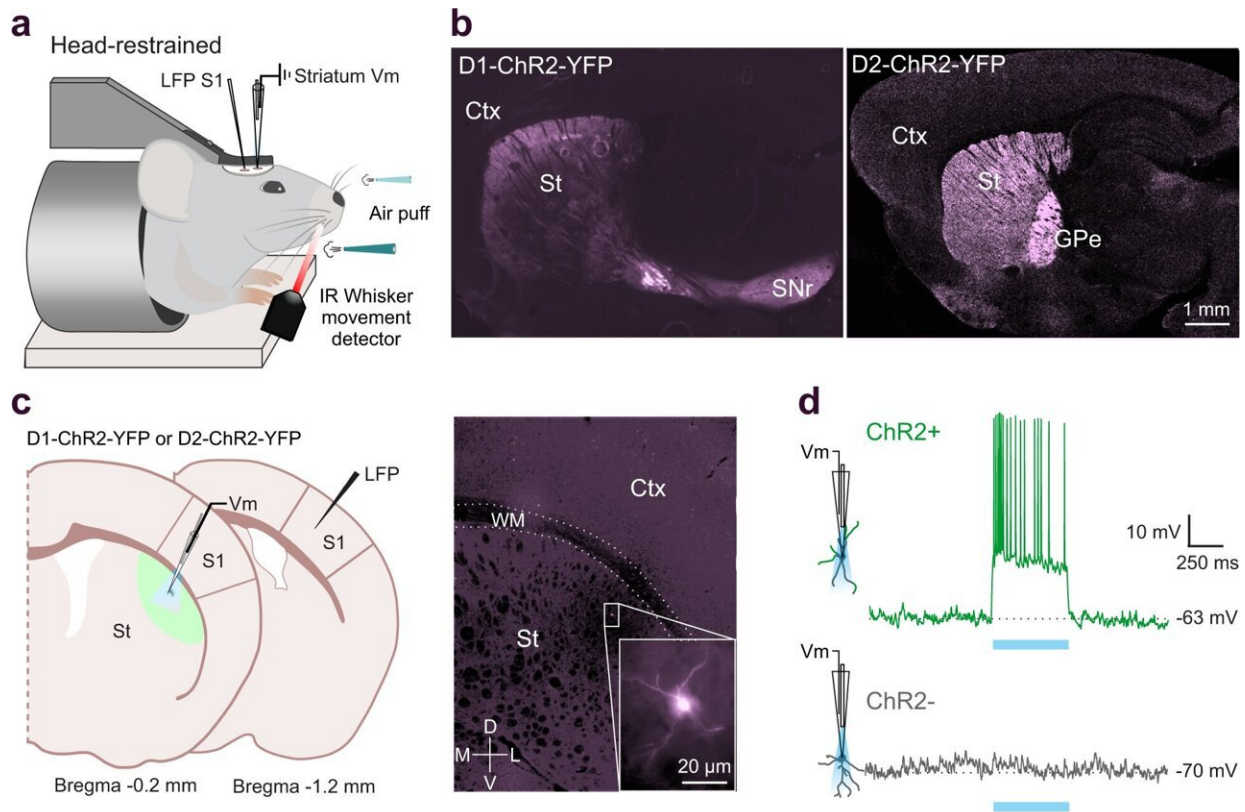 a
Head-restrained
LFP S1
Striatum Vm
Air puff
IR Whisker
movement
detector
b
D1-ChR2-YFP
Ctx
St
SNr
D2-ChR2-YFP
Ctx
St
GPe
1 mm
c
D1-ChR2-YFP or D2-ChR2-YFP
LFP
Vm
S1
S1
St
Bregma -0.2 mm
Bregma -1.2 mm
Ctx
WM
St
D
M
L
V
20 µm
d
ChR2+
Vm
10 mV
250 ms
-63 mV
Vm
ChR2-
-70 mV